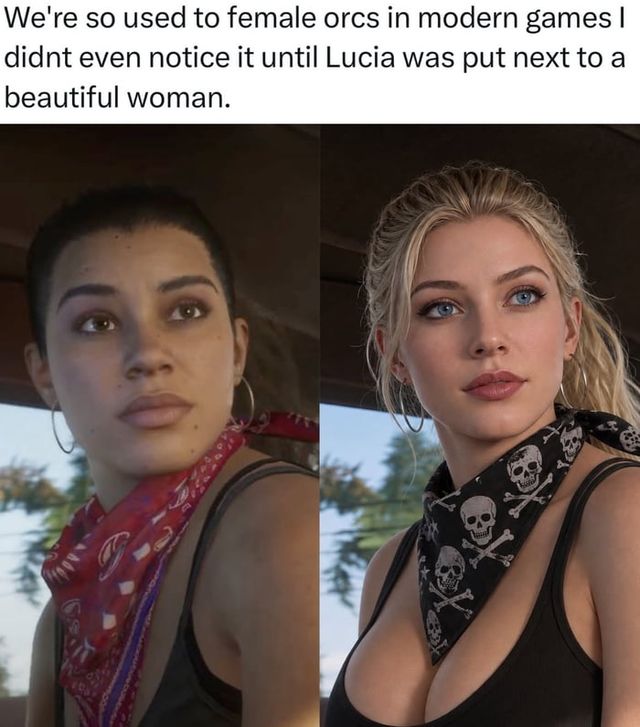 We're so used to female orcs in modern games I
didnt even notice it until Lucia was put next to a
beautiful woman.